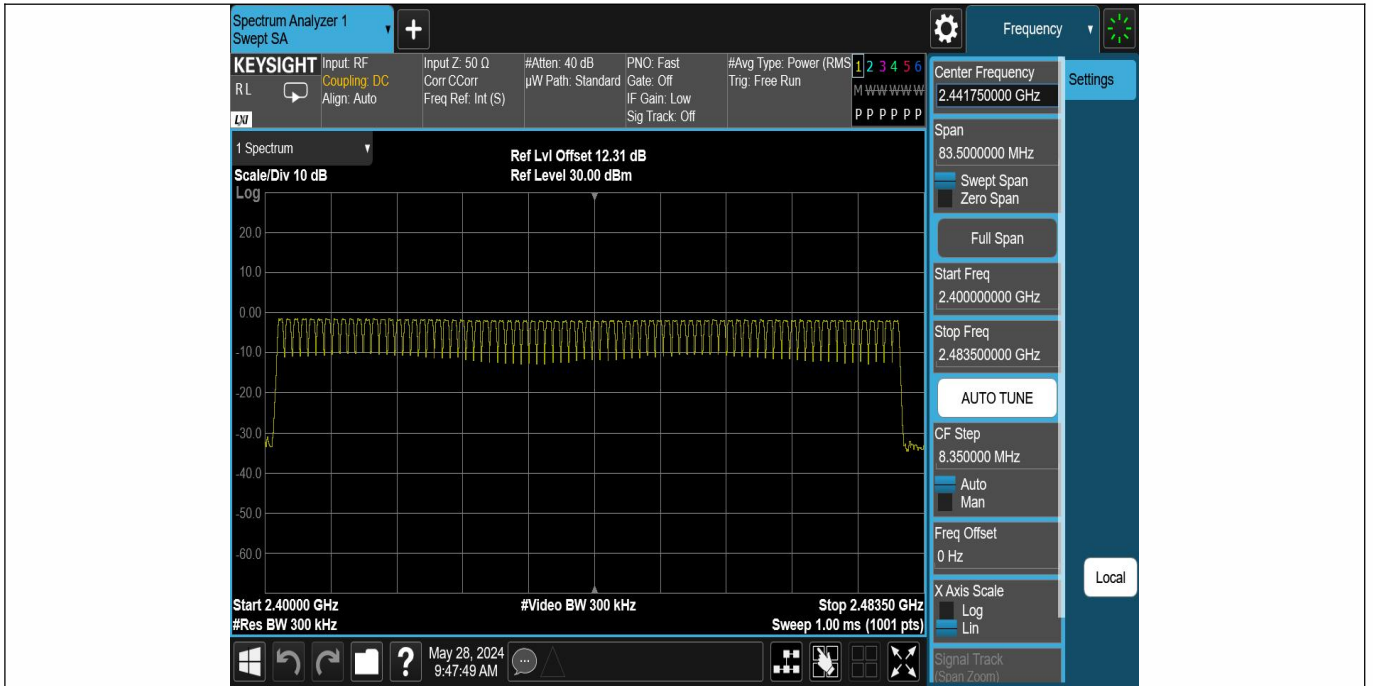 Spectrum Analyzer 1
Swept SA
+
Frequency
KEYSIGHT
RL
LXI
Input: RF
Coupling: DC
Align: Auto
Input Z: 50 Ω
Corr CCorr
Freq Ref: Int (S)
#Atten: 40 dB
µW Path: Standard
PNO: Fast
Gate: Off
IF Gain: Low
Sig Track: Off
#Avg Type: Power (RMS
Trig: Free Run
1 2 3 4 5 6
M W W W W W
P P P P P P
Center Frequency
2.441750000 GHz
Settings
Span
83.5000000 MHz
Swept Span
Zero Span
Full Span
Start Freq
2.400000000 GHz
Stop Freq
2.483500000 GHz
AUTO TUNE
CF Step
8.350000 MHz
Auto
Man
Freq Offset
0 Hz
X Axis Scale
Log
Lin
Signal Track
(Span Zoom)
Local
1 Spectrum
Scale/Div 10 dB
Ref Lvl Offset 12.31 dB
Ref Level 30.00 dBm
Log
20.0
10.0
0.00
-10.0
-20.0
-30.0
-40.0
-50.0
-60.0
Start 2.40000 GHz
#Video BW 300 kHz
Stop 2.48350 GHz
#Res BW 300 kHz
Sweep 1.00 ms (1001 pts)
?
May 28, 2024
9:47:49 AM